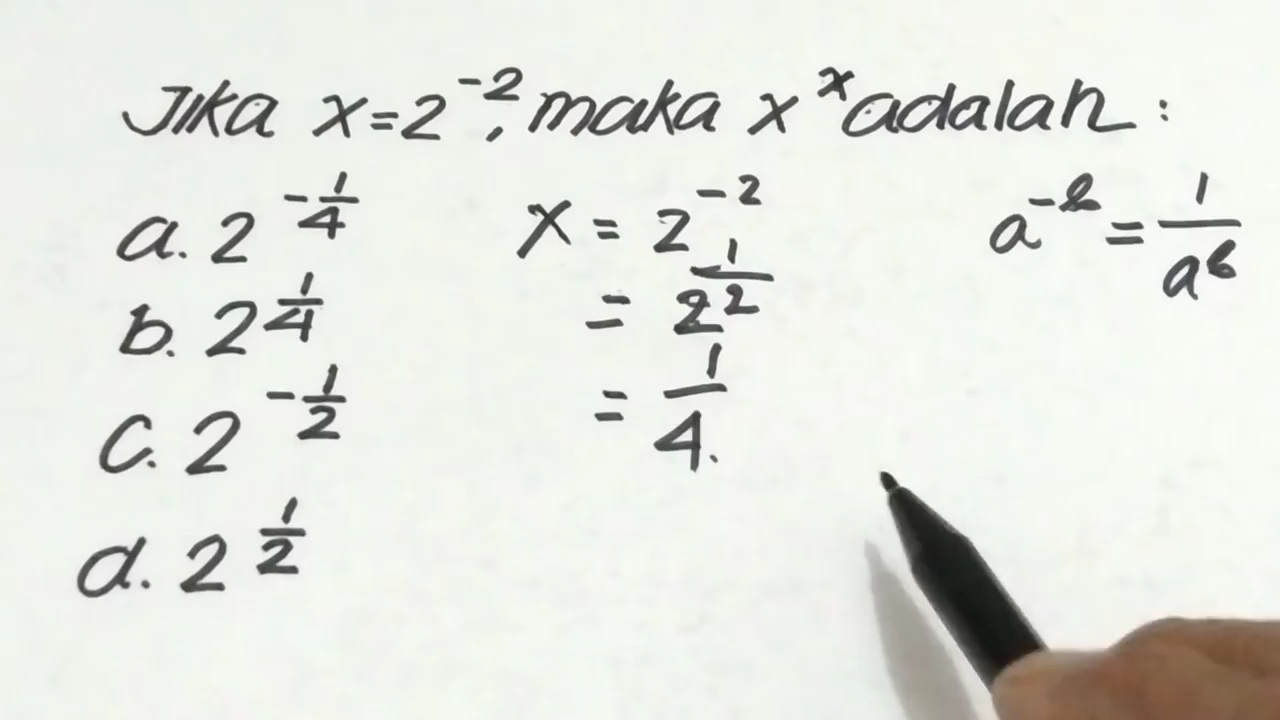 Jika x = 2^-2, maka x^x adalah :
a. 2^-1/4
b. 2^1/4
c. 2^-1/2
d. 2^1/2
x = 2^-2
= 1/2^2
= 1/4.
a^-b = 1/a^b